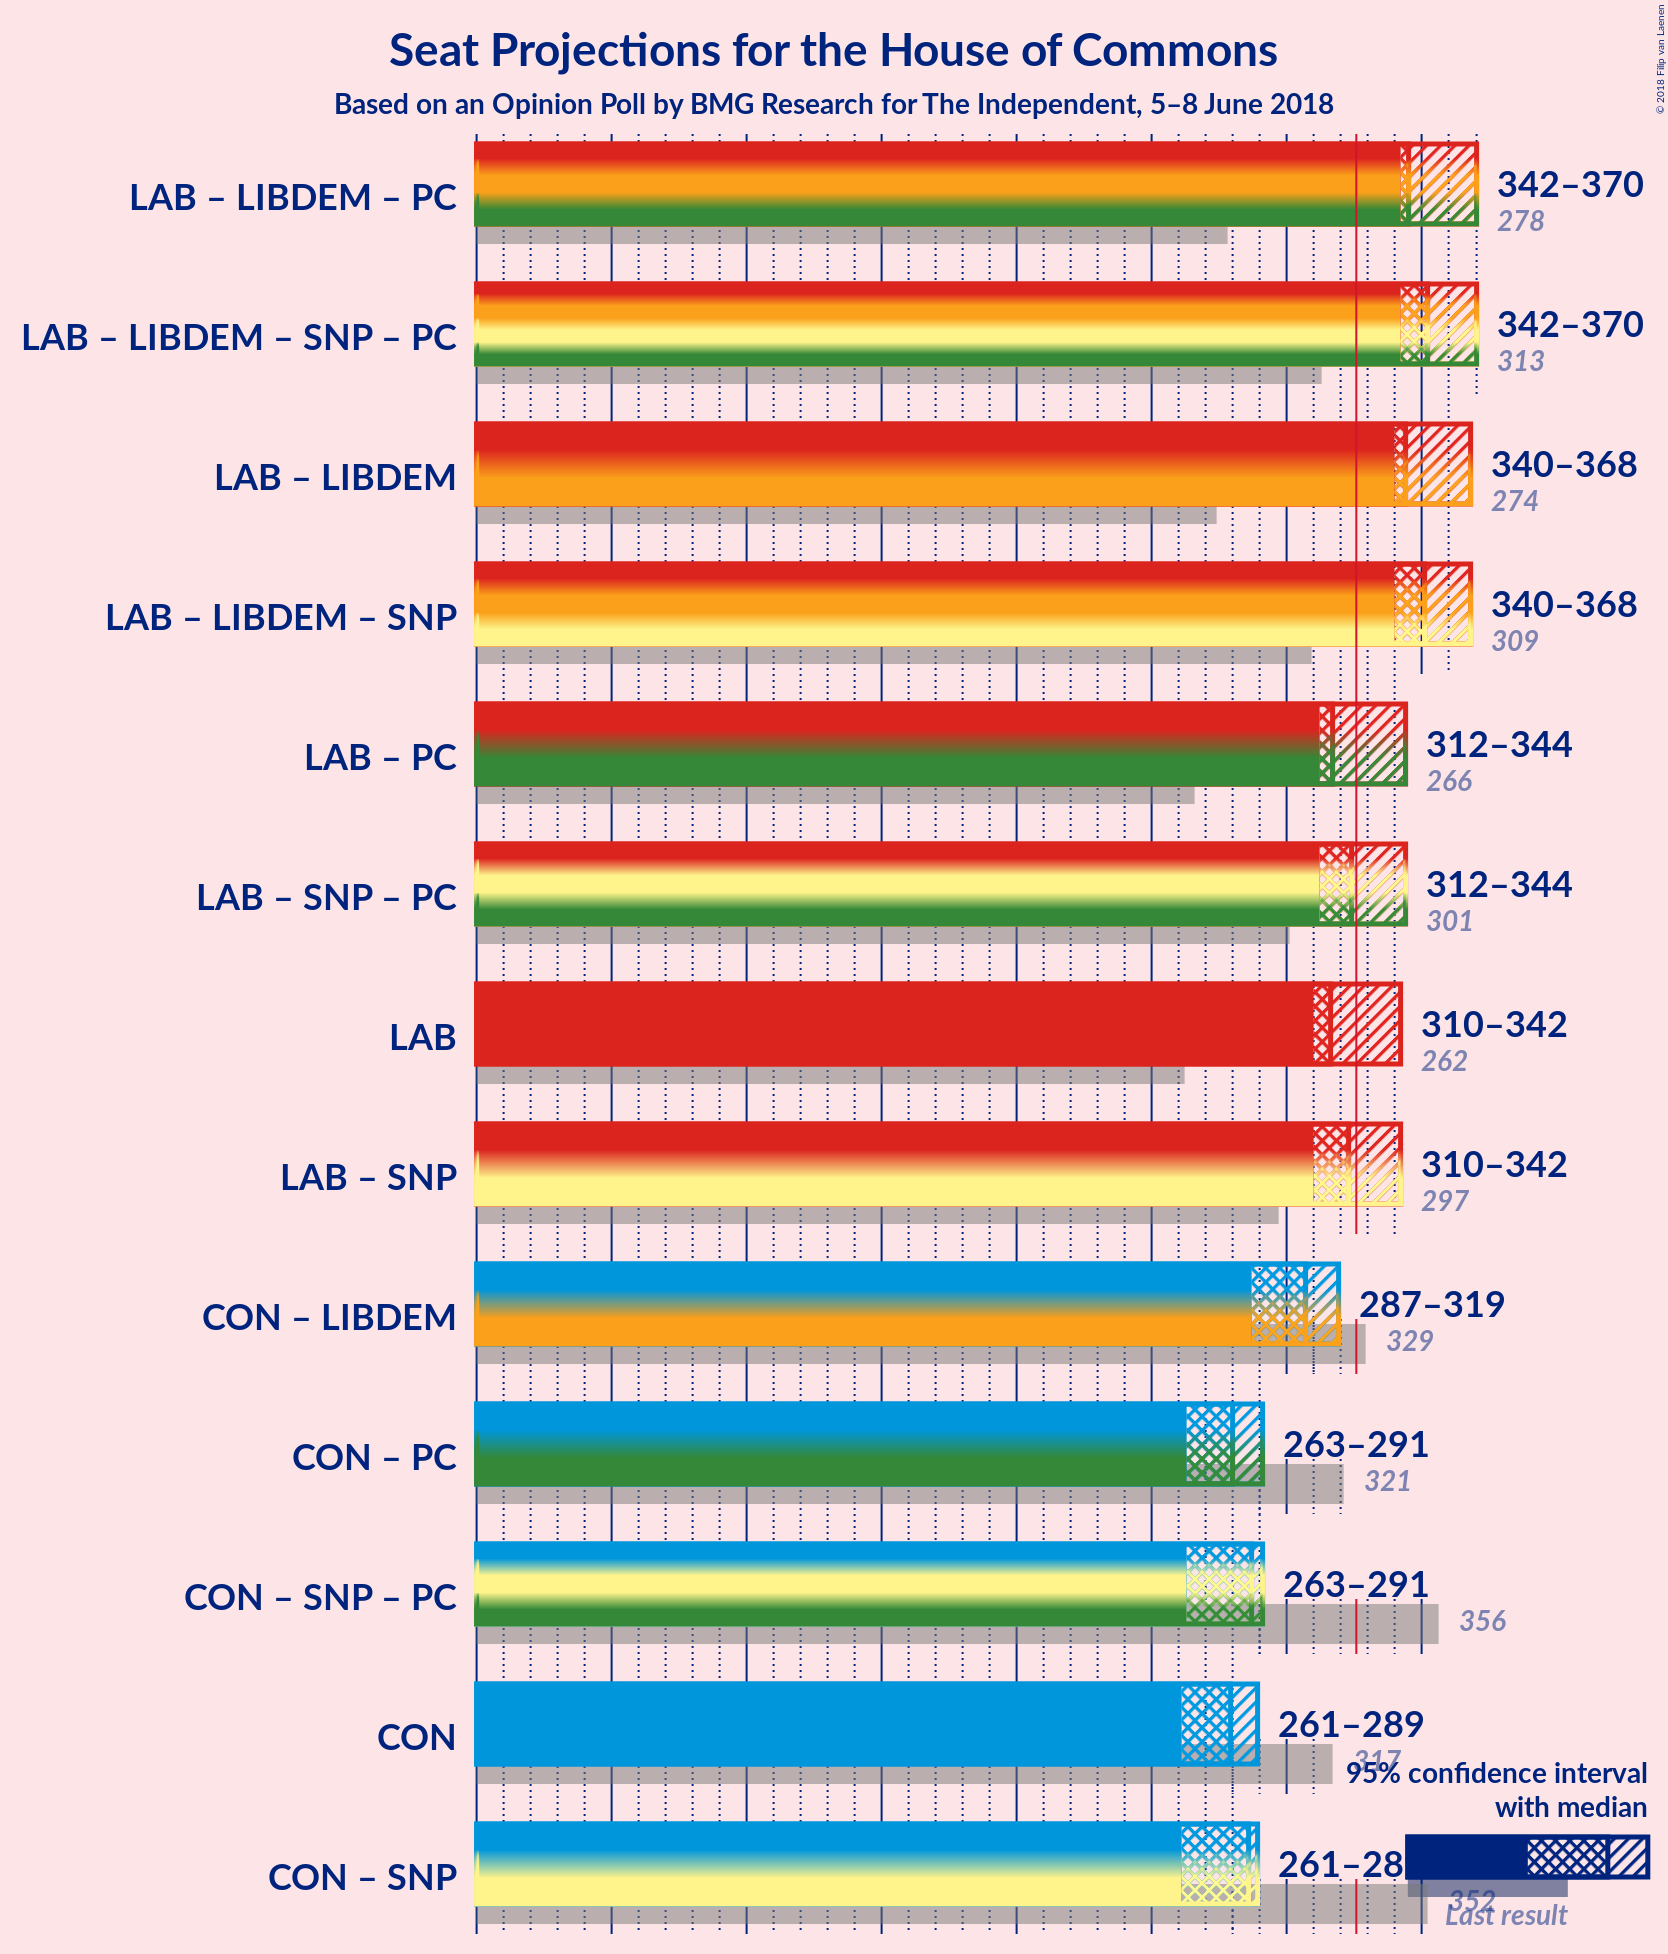 © 2018 Filip van Laenen
Seat Projections for the House of Commons
Based on an Opinion Poll by BMG Research for The Independent, 5–8 June 2018
LAB – LIBDEM – PC
342–370
278
LAB – LIBDEM – SNP – PC
342–370
313
LAB – LIBDEM
340–368
274
LAB – LIBDEM – SNP
340–368
309
LAB – PC
312–344
266
LAB – SNP – PC
312–344
301
LAB
310–342
262
LAB – SNP
310–342
297
CON – LIBDEM
287–319
329
CON – PC
263–291
321
CON – SNP – PC
263–291
356
CON
261–289
317
95% confidence interval
with median
CON – SNP
261–28
352
Last result